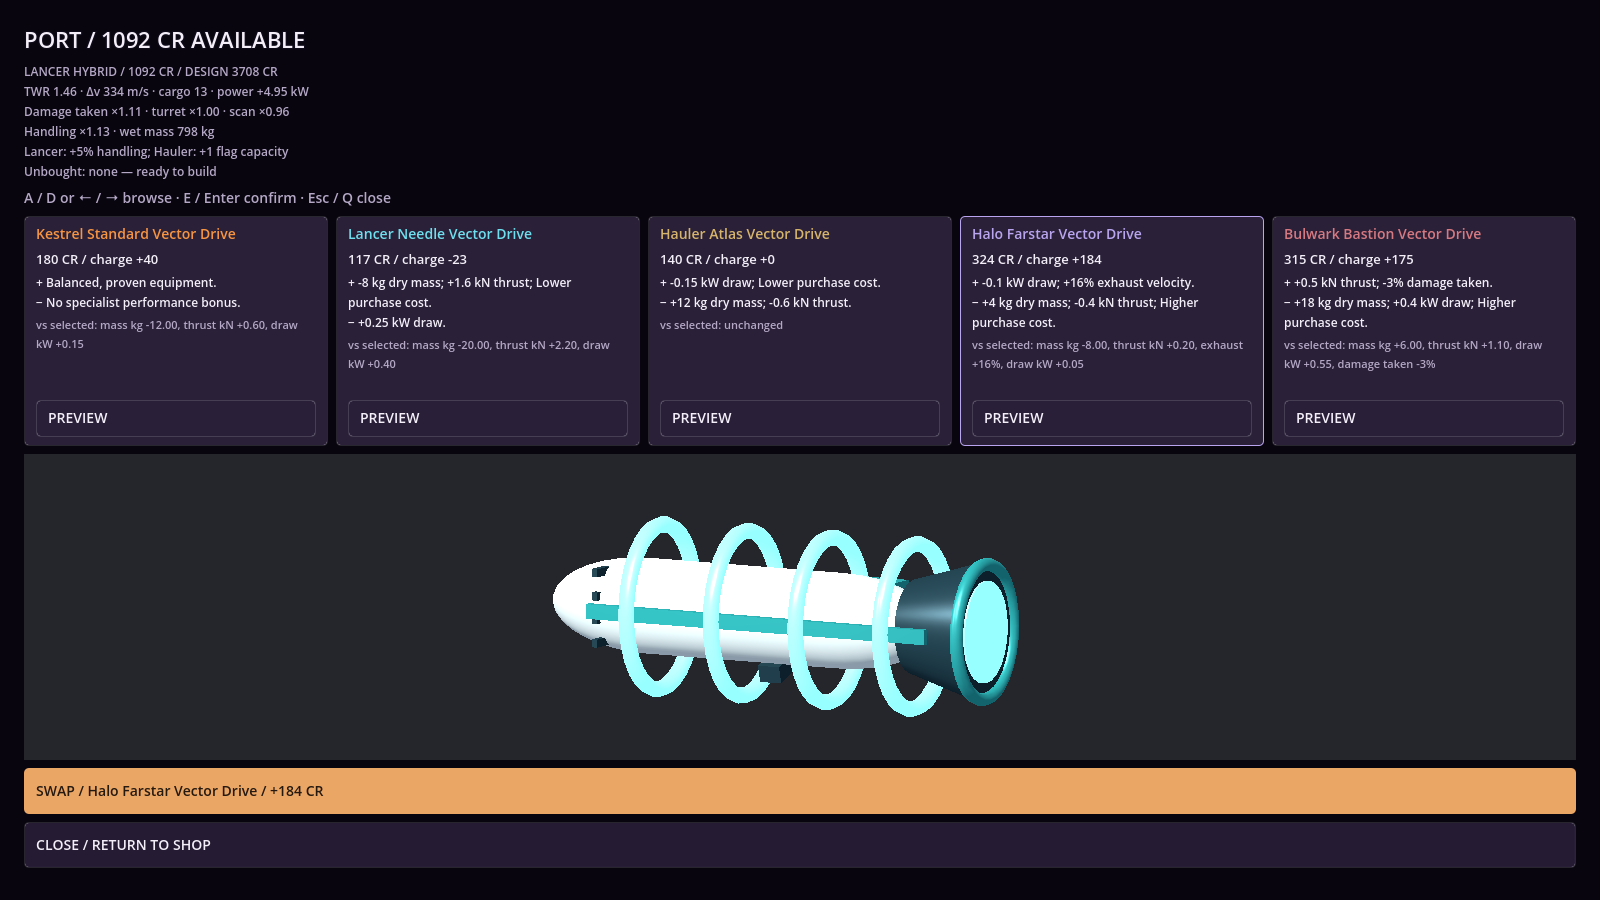 PORT / 1092 CR AVAILABLE
LANCER HYBRID / 1092 CR / DESIGN 3708 CR
TWR 1.46 · Δv 334 m/s · cargo 13 · power +4.95 kW
Damage taken ×1.11 · turret ×1.00 · scan ×0.96
Handling ×1.13 · wet mass 798 kg
Lancer: +5% handling; Hauler: +1 flag capacity
Unbought: none — ready to build
A / D or ← / → browse · E / Enter confirm · Esc / Q close
Kestrel Standard Vector Drive
180 CR / charge +40
+ Balanced, proven equipment.
− No specialist performance bonus.
vs selected: mass kg -12.00, thrust kN +0.60, draw
kW +0.15
PREVIEW
Lancer Needle Vector Drive
117 CR / charge -23
+ -8 kg dry mass; +1.6 kN thrust; Lower
purchase cost.
− +0.25 kW draw.
vs selected: mass kg -20.00, thrust kN +2.20, draw
kW +0.40
PREVIEW
Hauler Atlas Vector Drive
140 CR / charge +0
+ -0.15 kW draw; Lower purchase cost.
− +12 kg dry mass; -0.6 kN thrust.
vs selected: unchanged
PREVIEW
Halo Farstar Vector Drive
324 CR / charge +184
+ -0.1 kW draw; +16% exhaust velocity.
− +4 kg dry mass; -0.4 kN thrust; Higher
purchase cost.
vs selected: mass kg -8.00, thrust kN +0.20, exhaust
+16%, draw kW +0.05
PREVIEW
Bulwark Bastion Vector Drive
315 CR / charge +175
+ +0.5 kN thrust; -3% damage taken.
− +18 kg dry mass; +0.4 kW draw; Higher
purchase cost.
vs selected: mass kg +6.00, thrust kN +1.10, draw
kW +0.55, damage taken -3%
PREVIEW
SWAP / Halo Farstar Vector Drive / +184 CR
CLOSE / RETURN TO SHOP